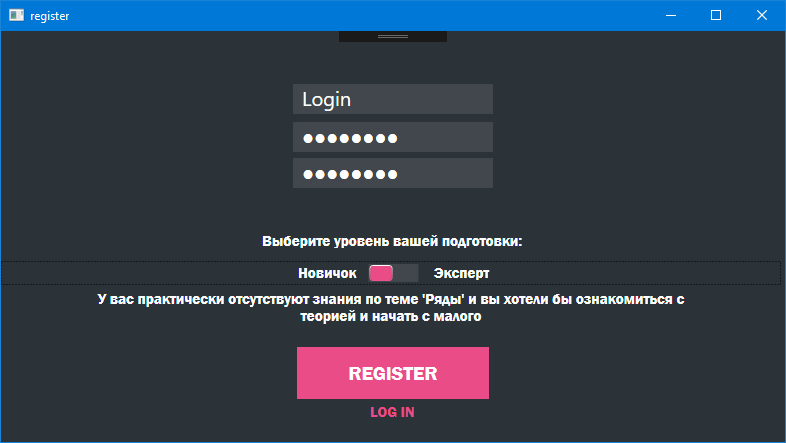 register
Login
●●●●●●●●
●●●●●●●●
Выберите уровень вашей подготовки:
Новичок Эксперт
У вас практически отсутствуют знания по теме 'Ряды' и вы хотели бы ознакомиться с
теорией и начать с малого
REGISTER
LOG IN